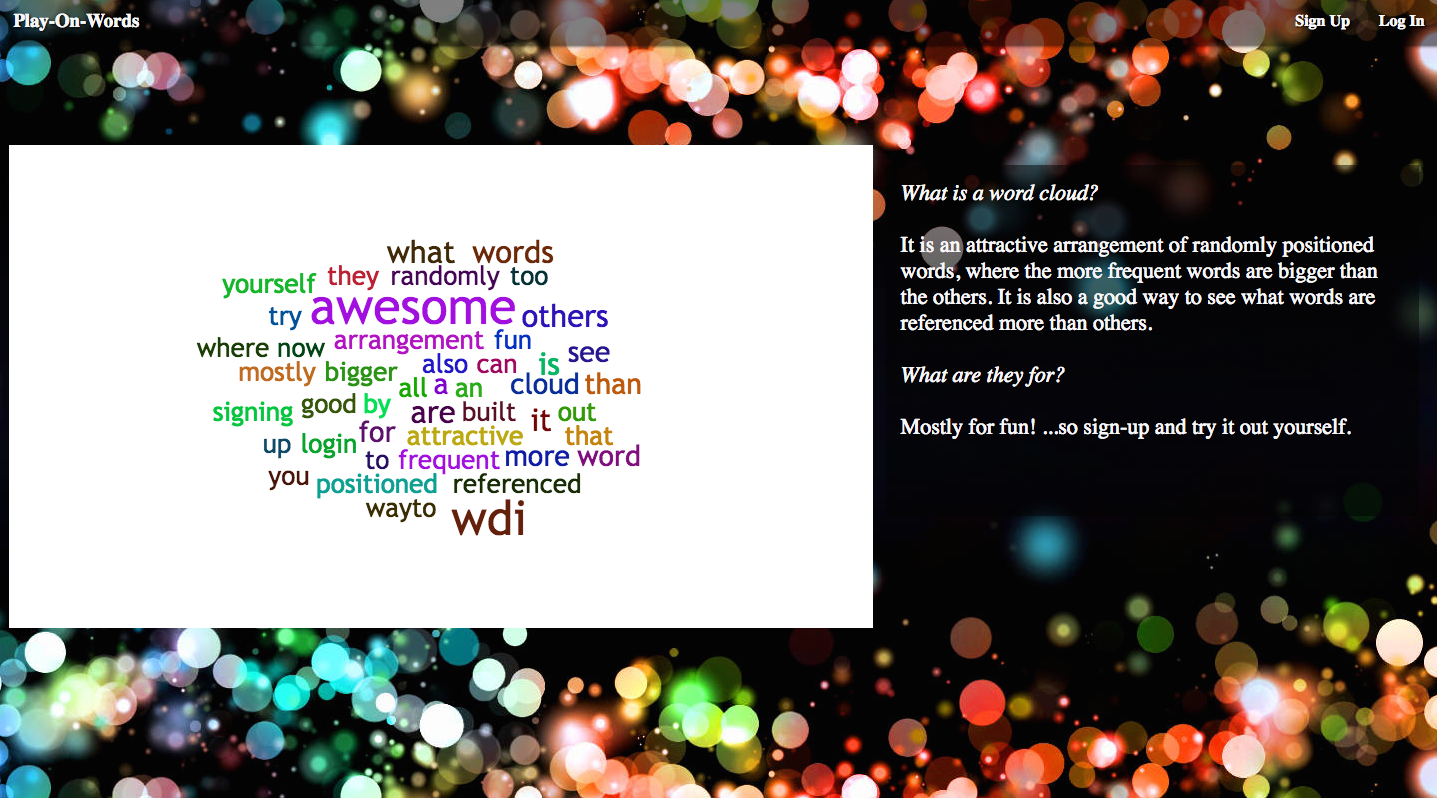 Play-On-Words Sign Up Log In
what words
yourself they randomly too
try awesome others
where now arrangement fun
mostly bigger also can is see
all a an cloud than
signing good by are built it out
up login for attractive that
to frequent more word
you positioned referenced
wayto wdi
What is a word cloud?
It is an attractive arrangement of randomly positioned
words, where the more frequent words are bigger than
the others. It is also a good way to see what words are
referenced more than others.
What are they for?
Mostly for fun! ...so sign-up and try it out yourself.